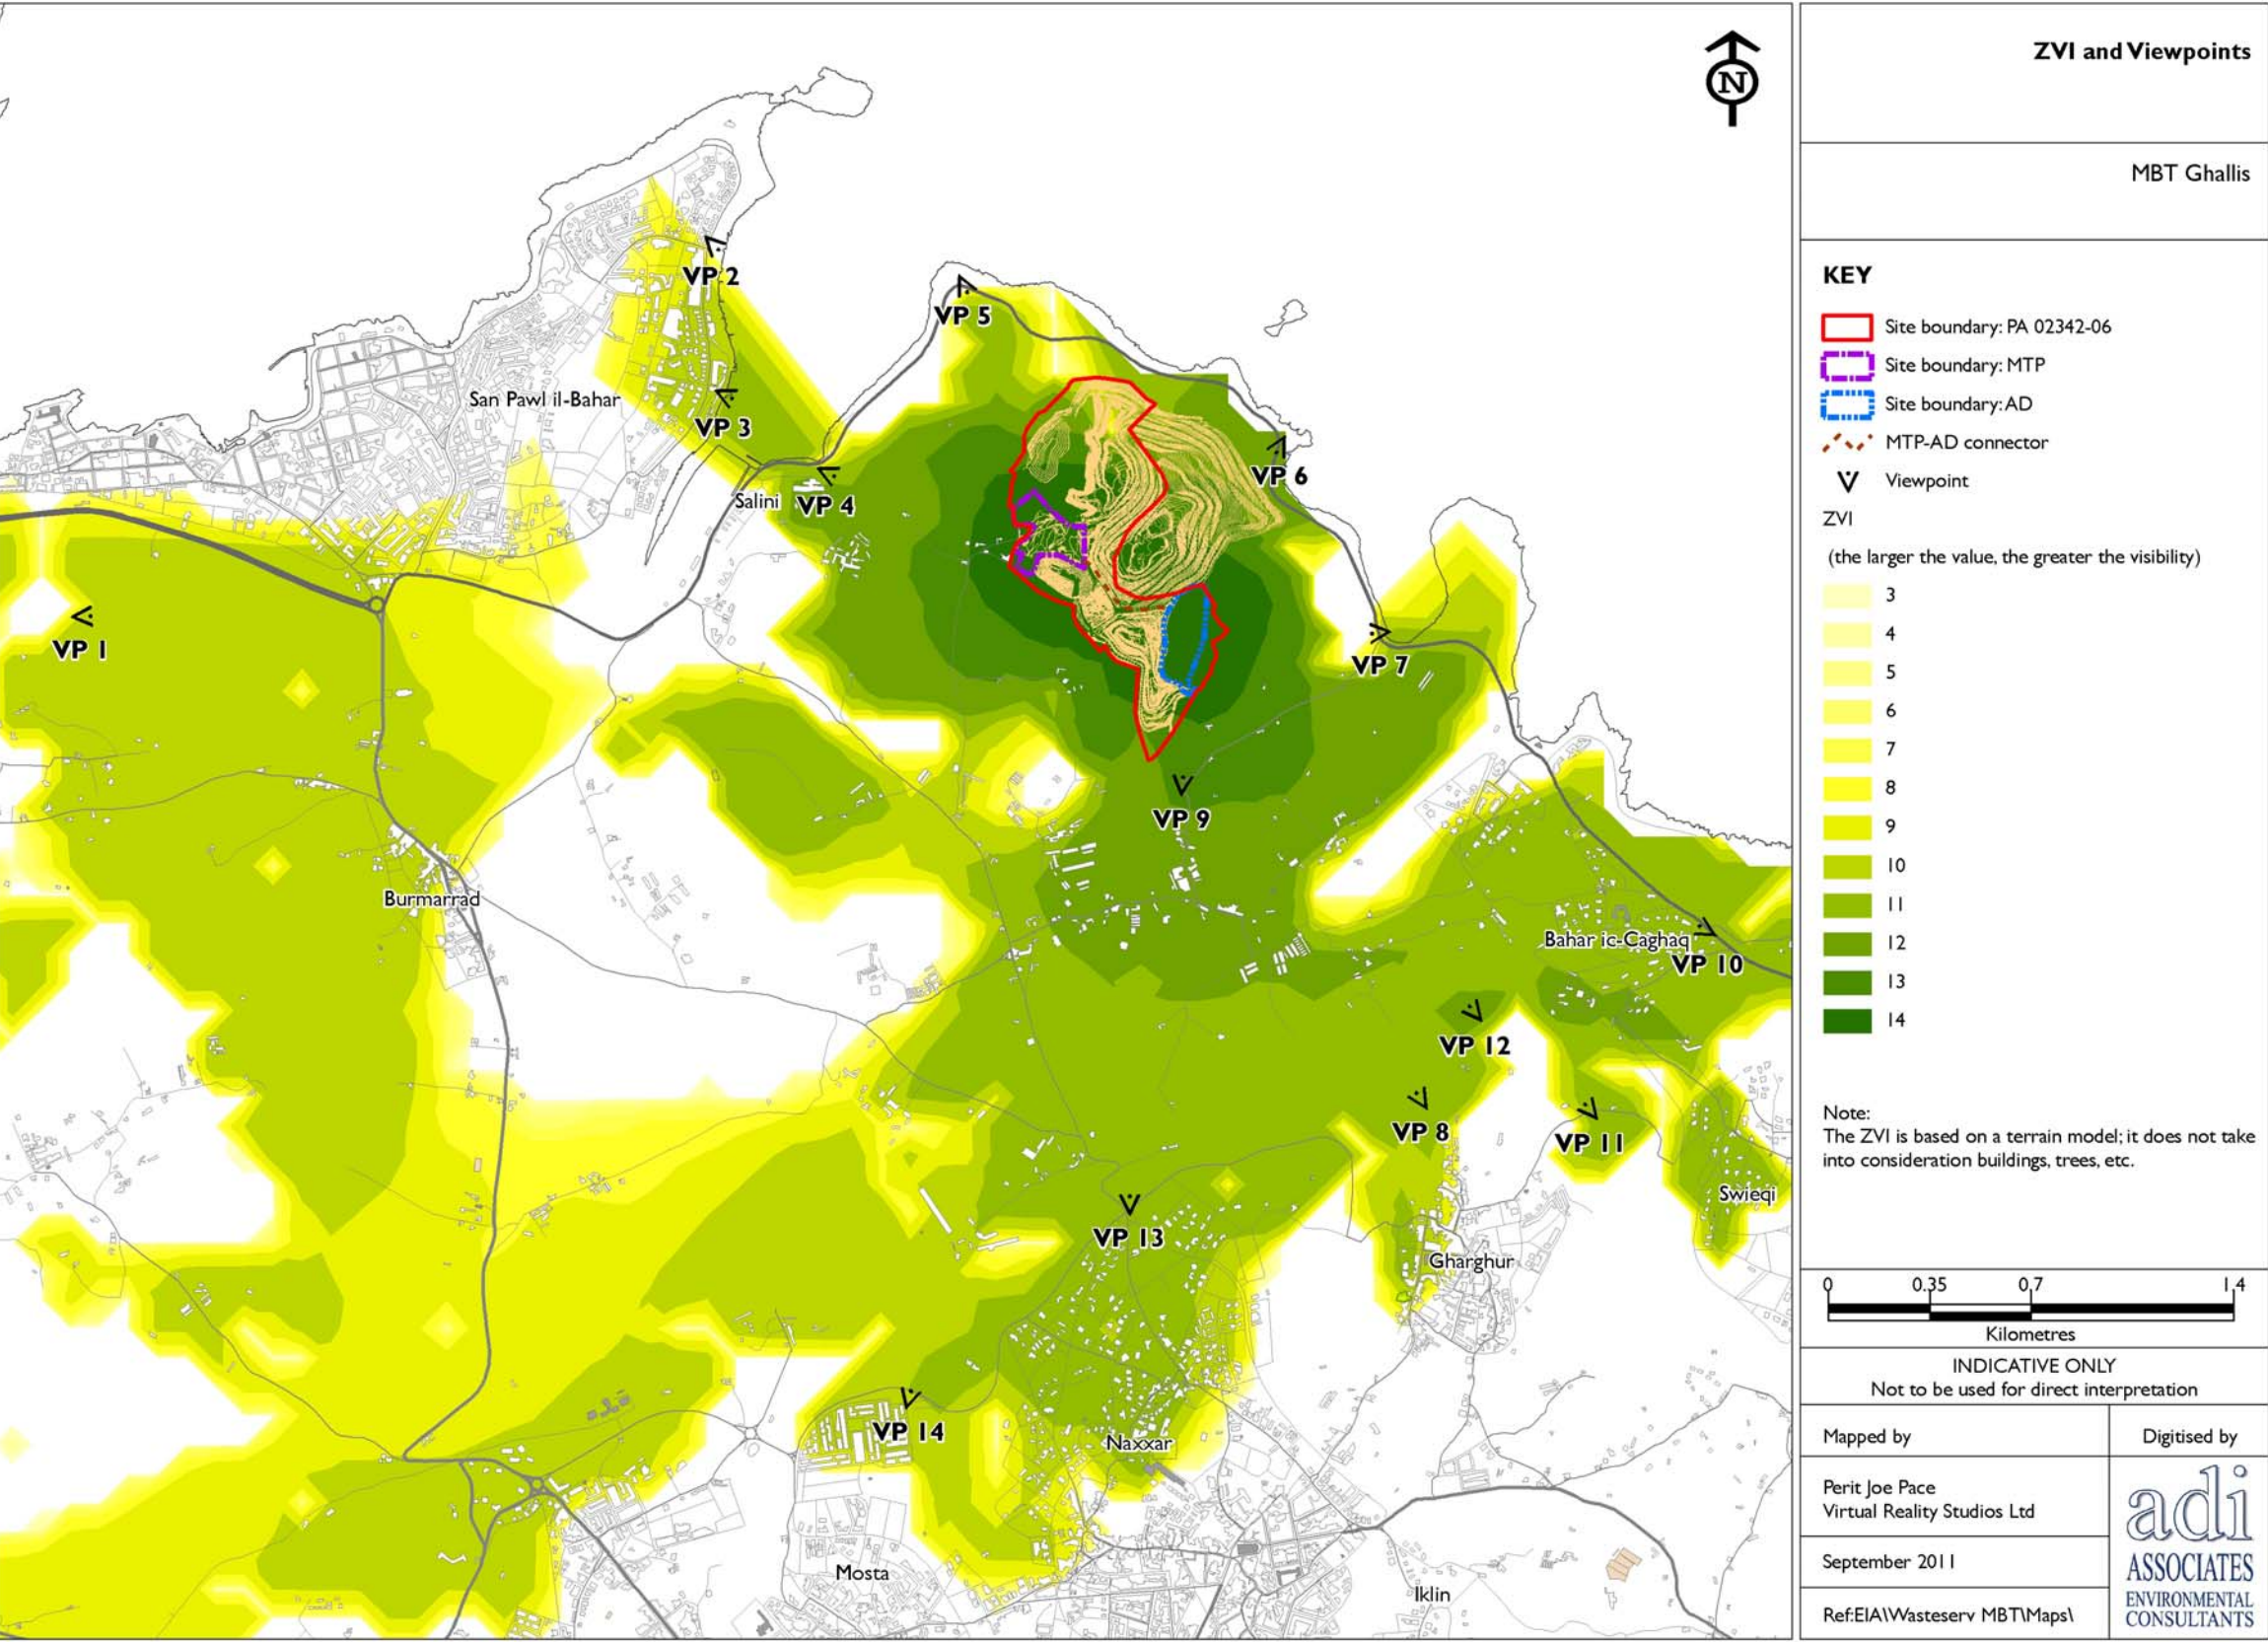 ZVI and Viewpoints
MBT Ghallis
KEY
Site boundary: PA 02342-06
Site boundary: MTP
Site boundary: AD
MTP-AD connector
Viewpoint
ZVI
(the larger the value, the greater the visibility)
3
4
5
6
7
8
9
10
11
12
13
14
Note:
The ZVI is based on a terrain model; it does not take
into consideration buildings, trees, etc.
0 0.35 0,7 1.4
Kilometres
INDICATIVE ONLY
Not to be used for direct interpretation
Mapped by
Digitised by
Perit Joe Pace
Virtual Reality Studios Ltd
September 2011
Ref:EIA\Wasteserv MBT\Maps\
adi
ASSOCIATES
ENVIRONMENTAL
CONSULTANTS
N
VP 2
VP 5
San Pawl il-Bahar
VP 3
VP 6
Salini
VP 4
VP 1
VP 7
VP 9
Burmarrad
Bahar ic-Caghaq
VP 10
VP 12
VP 8
VP 11
Swieqi
VP 13
Gharghur
VP 14
Naxxar
Mosta
Iklin